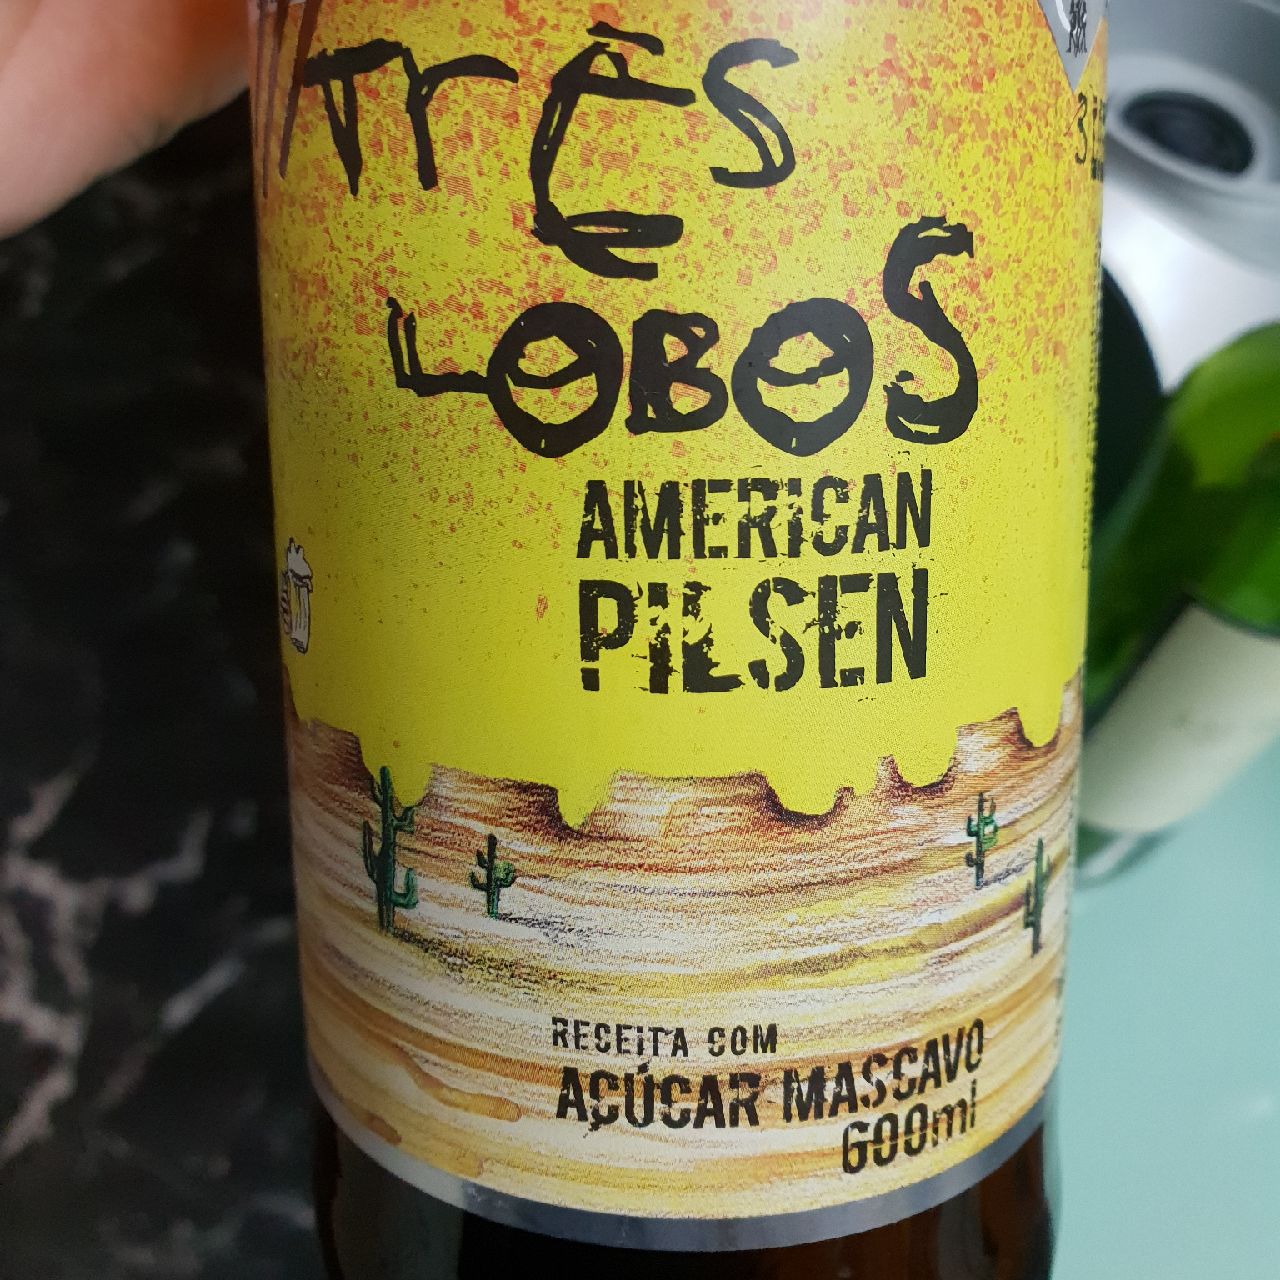 Três
LOBOS
AMERICAN
PILSEN
RECEITA COM
AÇÚCAR MASCAVO
600ml